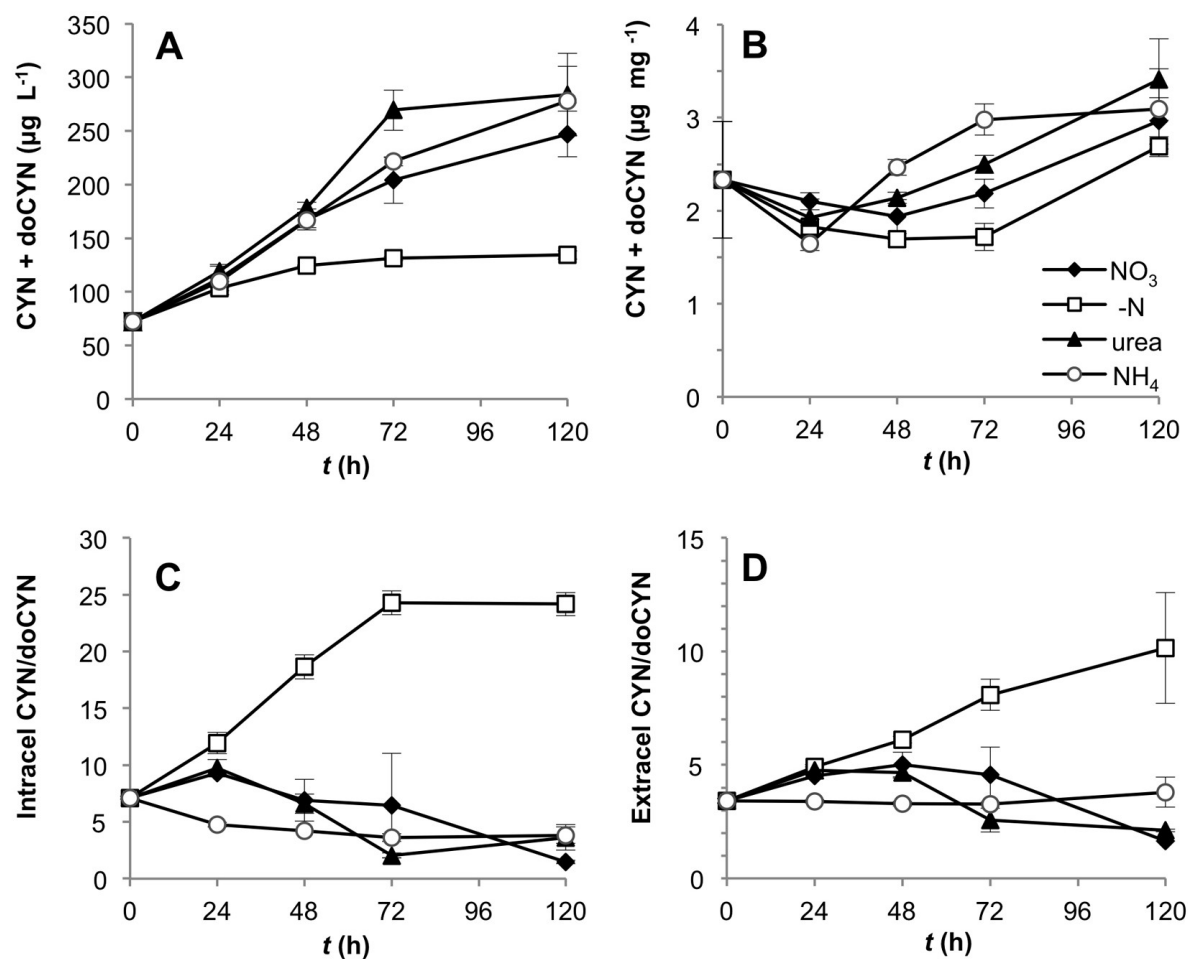 A
CYN + doCYN (µg L⁻¹)
350
300
250
200
150
100
50
0
0 24 48 72 96 120
t (h)
B
CYN + doCYN (µg mg ⁻¹)
4
3
2
1
0
NO₃
-N
urea
NH₄
0 24 48 72 96 120
t (h)
C
Intracel CYN/doCYN
30
25
20
15
10
5
0
0 24 48 72 96 120
t (h)
D
Extracel CYN/doCYN
15
10
5
0
0 24 48 72 96 120
t (h)